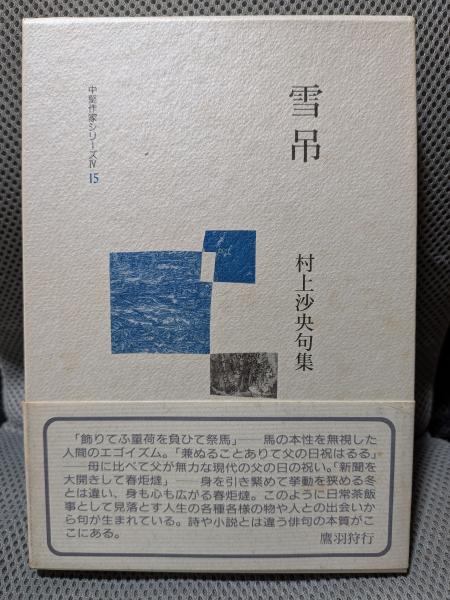 雪吊
中堅作家シリーズⅣ 15
村上沙央句集
「飾りてふ重荷を負ひて祭馬」──馬の本性を無視した
人間のエゴイズム。「兼ぬることありて父の日祝はるる」
──母に比べて父が無力な現代の父の日の祝い。「新聞を
大開きして春炬燵」──身を引き緊めて挙動を狭める冬
とは違い、身も心も広がる春炬燵。このように日常茶飯
事として見落とす人生の各種各様の物や人との出会いか
ら句が生まれている。詩や小説とは違う俳句の本質がこ
こにある。
鷹羽狩行